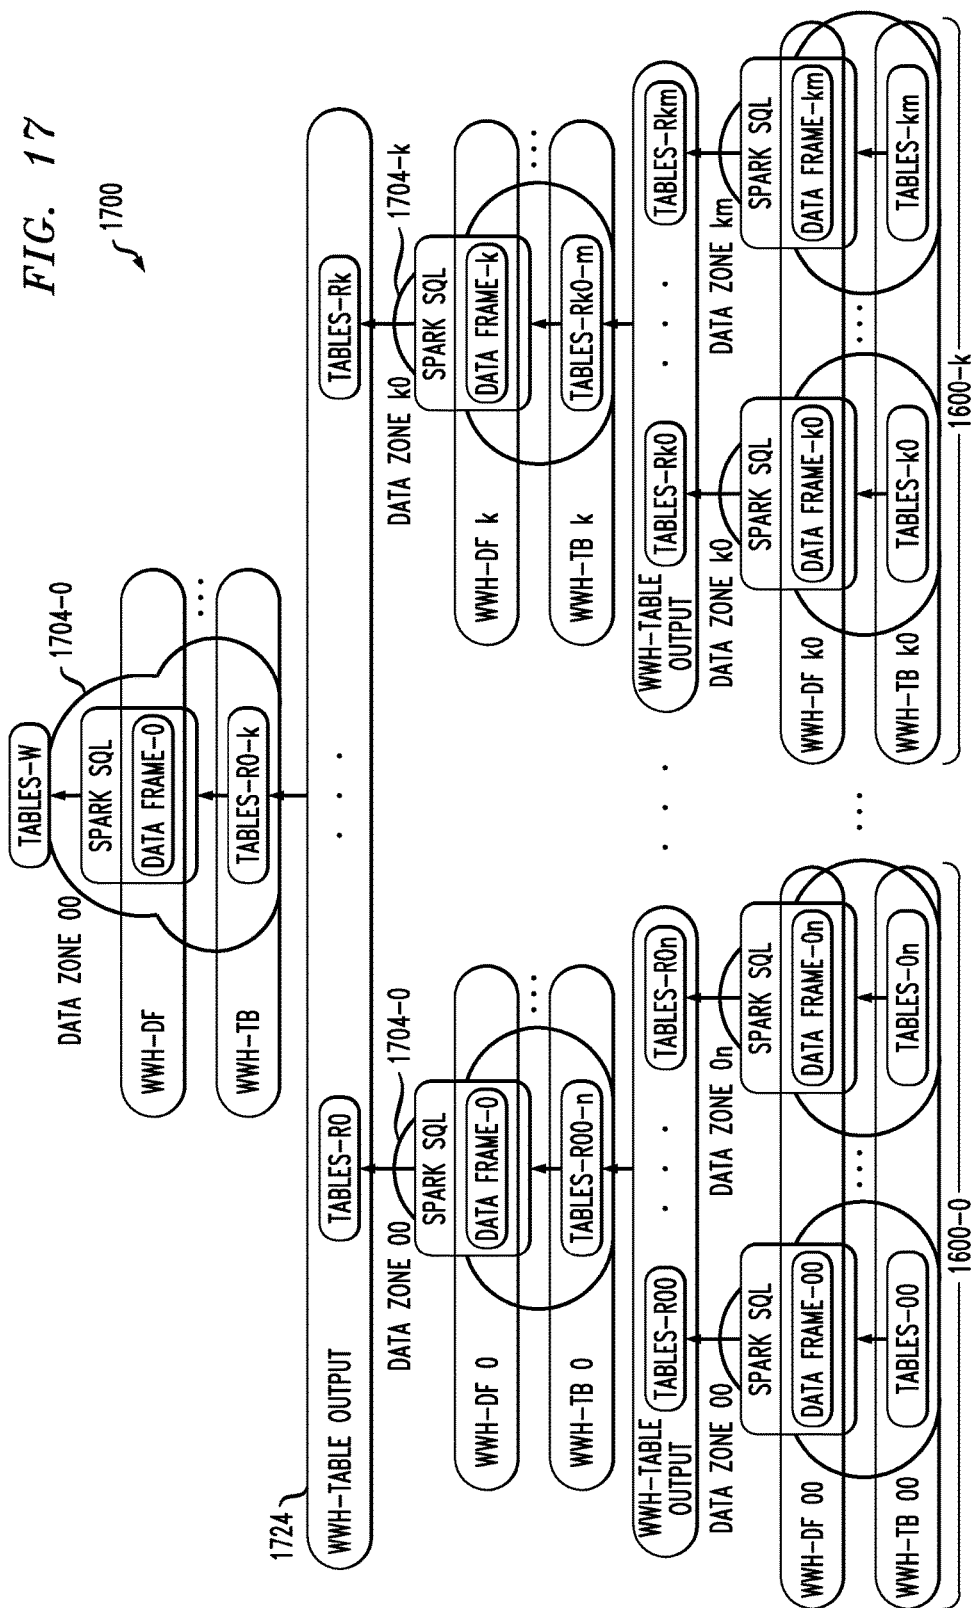 FIG. 17
1700
TABLES-W
1704-0
DATA ZONE 00
SPARK SQL
DATA FRAME-0
WWH-DF
TABLES-R0-k
WWH-TB
. . .
1724
WWH-TABLE OUTPUT
TABLES-R0
. . .
TABLES-Rk
DATA ZONE 00
1704-0
SPARK SQL
DATA FRAME-0
WWH-DF 0
TABLES-R00-n
WWH-TB 0
. . .
DATA ZONE k0
1704-k
SPARK SQL
DATA FRAME-k
WWH-DF k
TABLES-Rk0-m
WWH-TB k
. . .
WWH-TABLE
OUTPUT
TABLES-R00
. . .
TABLES-R0n
. . .
WWH-TABLE
OUTPUT
TABLES-Rk0
. . .
TABLES-Rkm
DATA ZONE 00
SPARK SQL
DATA FRAME-00
WWH-DF 00
TABLES-00
WWH-TB 00
. . .
DATA ZONE 0n
SPARK SQL
DATA FRAME-0n
TABLES-0n
1600-0
. . .
DATA ZONE k0
SPARK SQL
DATA FRAME-k0
WWH-DF k0
TABLES-k0
WWH-TB k0
. . .
DATA ZONE km
SPARK SQL
DATA FRAME-km
TABLES-km
1600-k